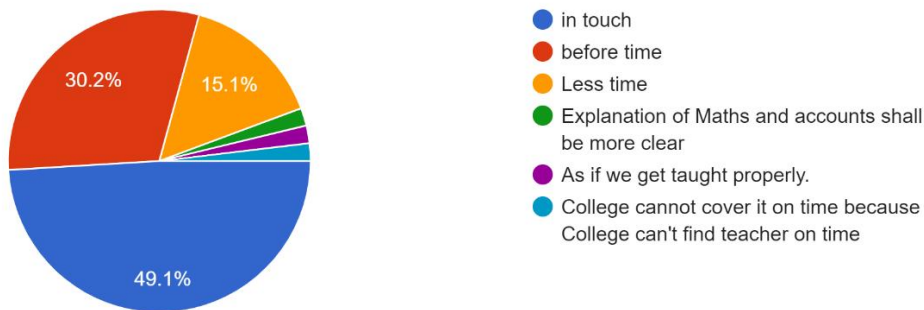 30.2%
15.1%
49.1%
in touch
before time
Less time
Explanation of Maths and accounts shall
be more clear
As if we get taught properly.
College cannot cover it on time because
College can't find teacher on time